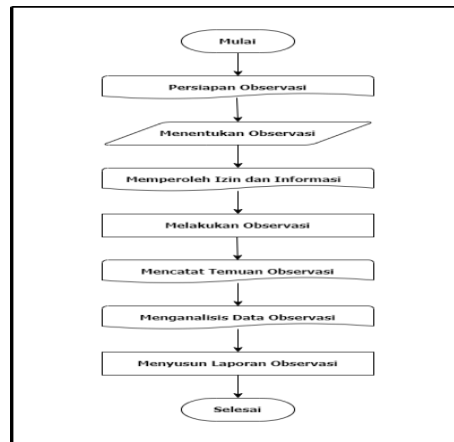 Mulai
Persiapan Observasi
Menentukan Observasi
Memperoleh Izin dan Informasi
Melakukan Observasi
Mencatat Temuan Observasi
Menganalisis Data Observasi
Menyusun Laporan Observasi
Selesai